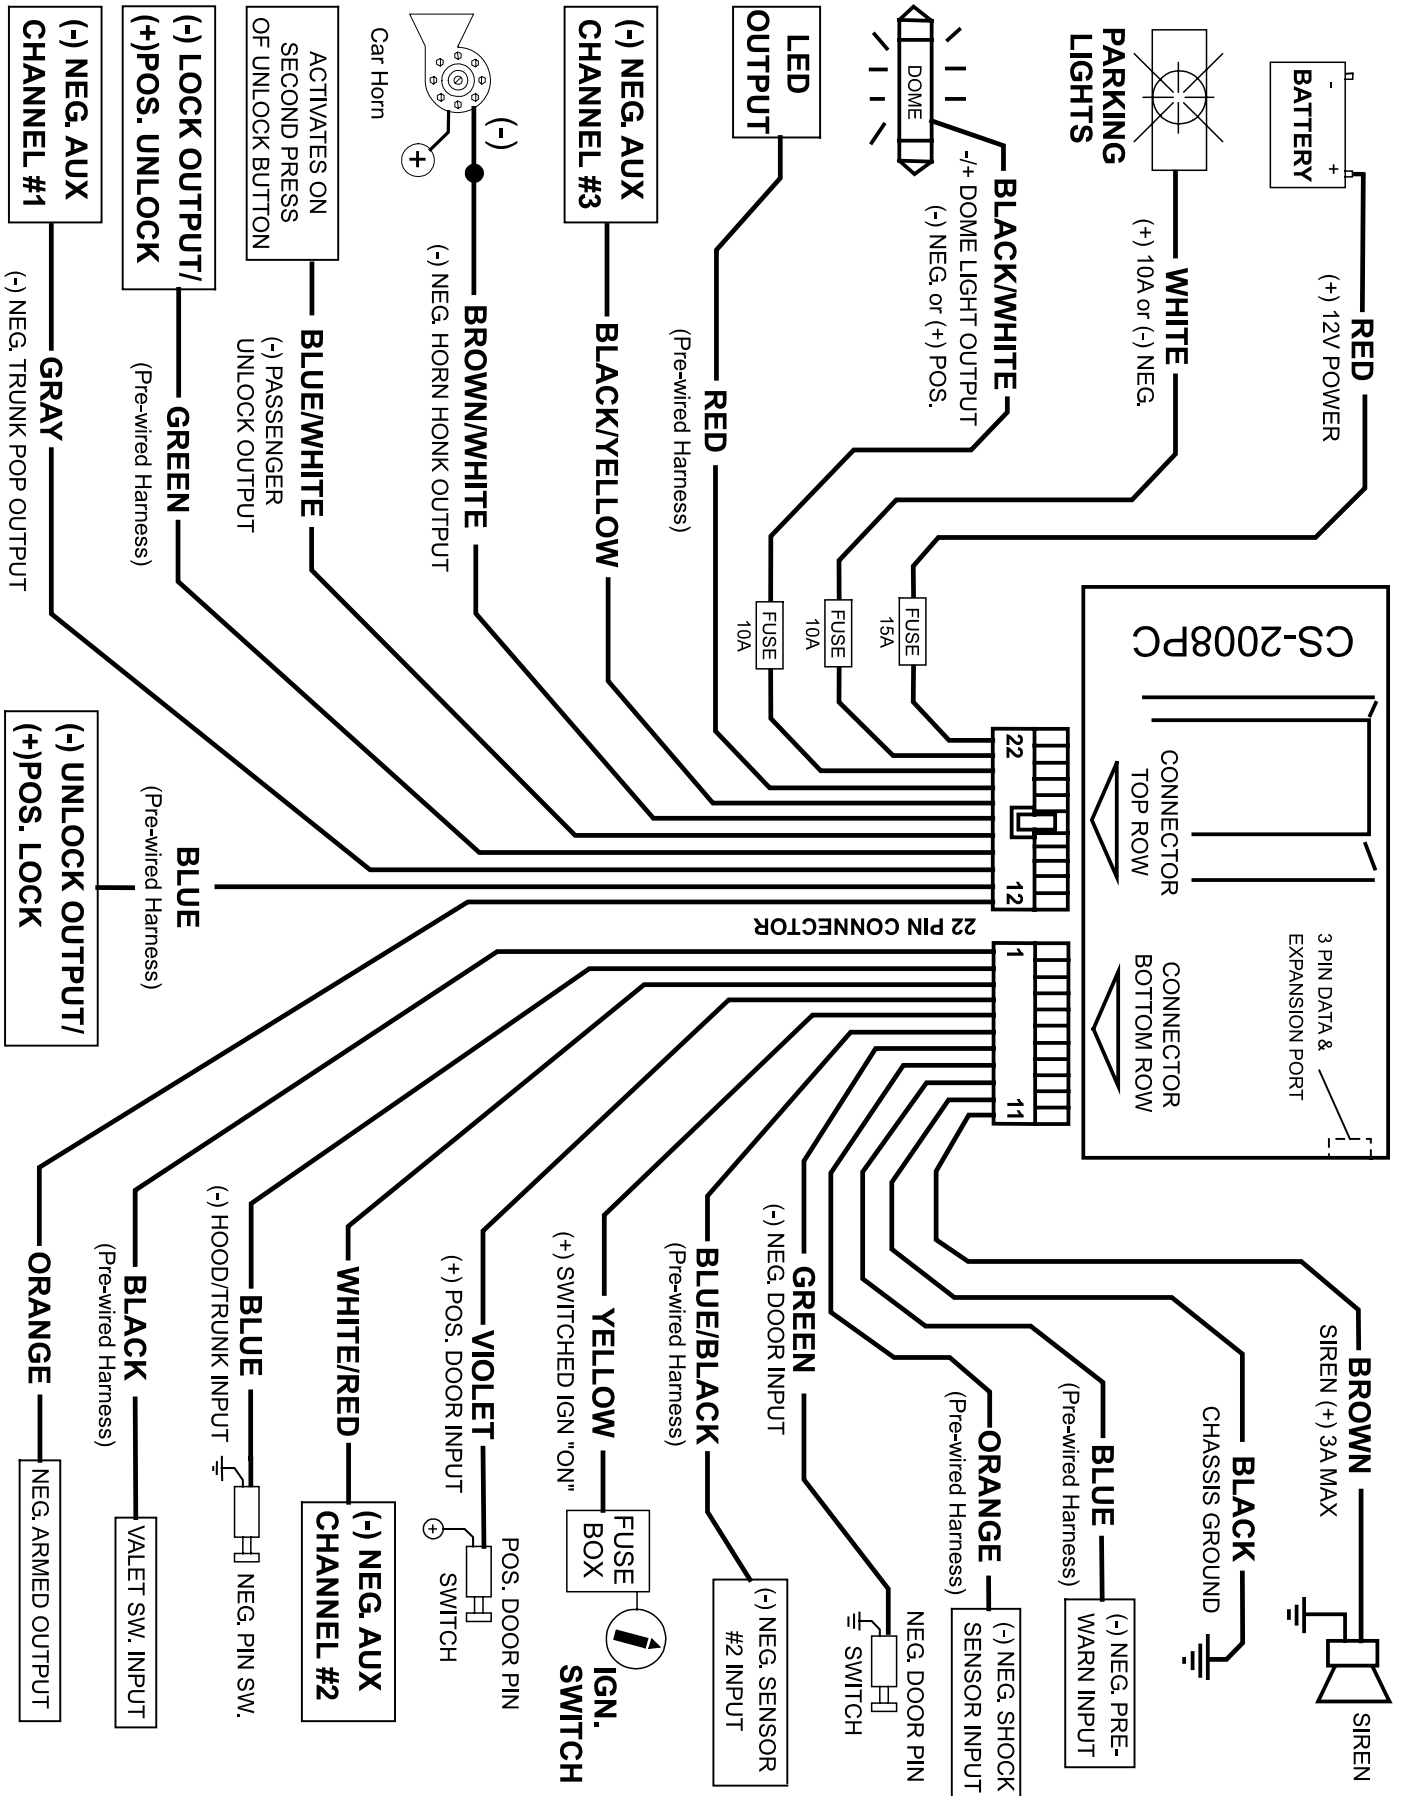 BATTERY
-
+
RED
(+) 12V POWER
PARKING
LIGHTS
WHITE
(+) 10A or (-) NEG.
DOME
BLACK/WHITE
-/+ DOME LIGHT OUTPUT
(-) NEG. or (+) POS.
LED
OUTPUT
RED
(Pre-wired Harness)
(-) NEG. AUX
CHANNEL #3
BLACK/YELLOW
Car Horn
(-)
+
BROWN/WHITE
(-) NEG. HORN HONK OUTPUT
ACTIVATES ON
SECOND PRESS
OF UNLOCK BUTTON
BLUE/WHITE
(-) PASSENGER
UNLOCK OUTPUT
(-) LOCK OUTPUT/
(+)POS. UNLOCK
GREEN
(Pre-wired Harness)
(-) NEG. AUX
CHANNEL #1
GRAY
(-) NEG. TRUNK POP OUTPUT
FUSE
15A
FUSE
10A
FUSE
10A
CS-2008PC
CONNECTOR
TOP ROW
3 PIN DATA &
EXPANSION PORT
CONNECTOR
BOTTOM ROW
22
12
22 PIN CONNECTOR
1
11
BLUE
(Pre-wired Harness)
(-) UNLOCK OUTPUT/
(+)POS. LOCK
BROWN
SIREN (+) 3A MAX
SIREN
BLACK
CHASSIS GROUND
BLUE
(Pre-wired Harness)
(-) NEG. PRE-
WARN INPUT
ORANGE
(Pre-wired Harness)
(-) NEG. SHOCK
SENSOR INPUT
GREEN
(-) NEG. DOOR INPUT
NEG. DOOR PIN
SWITCH
BLUE/BLACK
(Pre-wired Harness)
(-) NEG. SENSOR
#2 INPUT
YELLOW
(+) SWITCHED IGN "ON"
FUSE
BOX
IGN.
SWITCH
VIOLET
(+) POS. DOOR INPUT
POS. DOOR PIN
SWITCH
+
WHITE/RED
(-) NEG. AUX
CHANNEL #2
BLUE
(-) HOOD/TRUNK INPUT
NEG. PIN SW.
BLACK
(Pre-wired Harness)
VALET SW. INPUT
ORANGE
NEG. ARMED OUTPUT